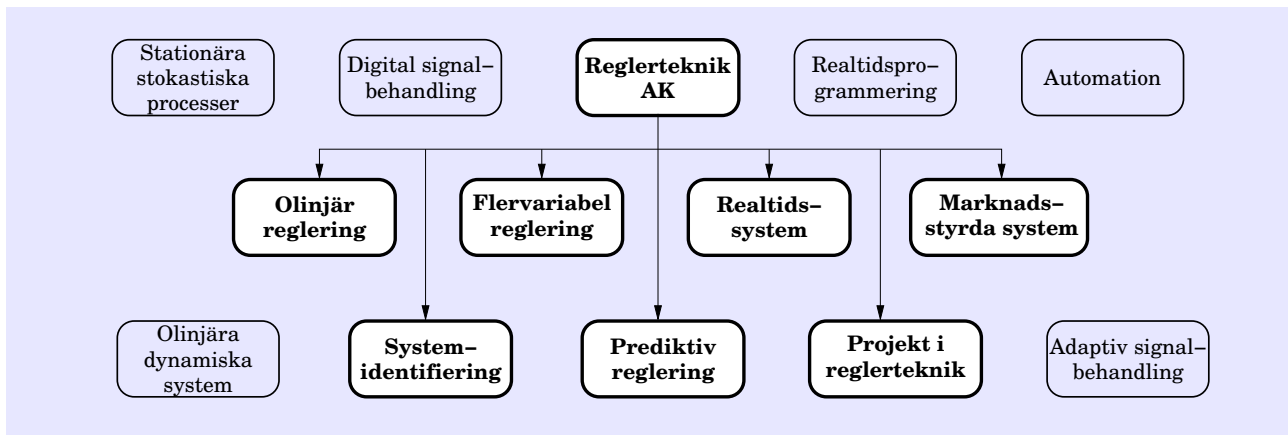 Stationära
stokastiska
processer
Digital signal–
behandling
Reglerteknik
AK
Realtidspro–
grammering
Automation
Olinjär
reglering
Flervariabel
reglering
Realtids–
system
Marknads–
styrda system
Olinjära
dynamiska
system
System–
identifiering
Prediktiv
reglering
Projekt i
reglerteknik
Adaptiv signal–
behandling